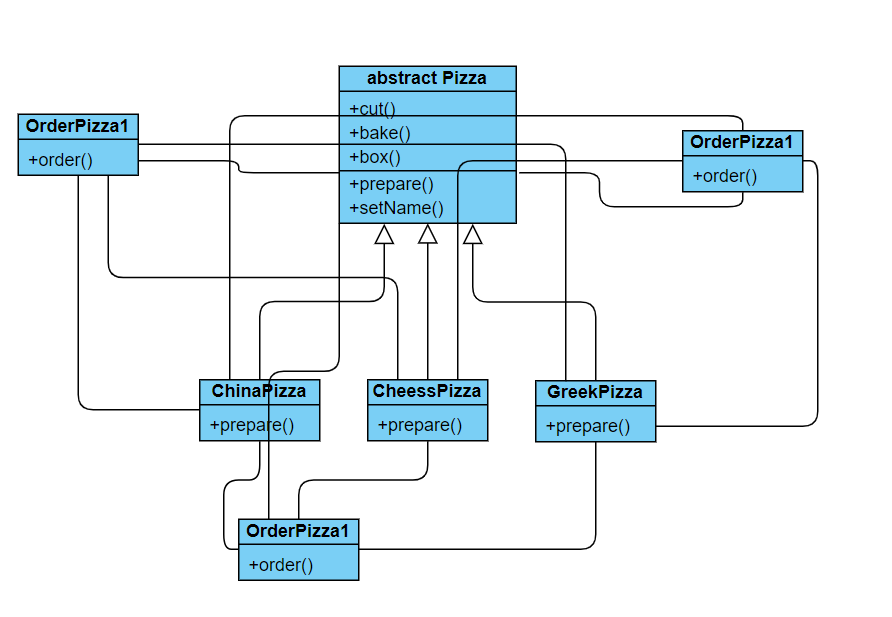 abstract Pizza
+cut()
+bake()
+box()
+prepare()
+setName()
OrderPizza1
+order()
OrderPizza1
+order()
ChinaPizza
+prepare()
CheessPizza
+prepare()
GreekPizza
+prepare()
OrderPizza1
+order()